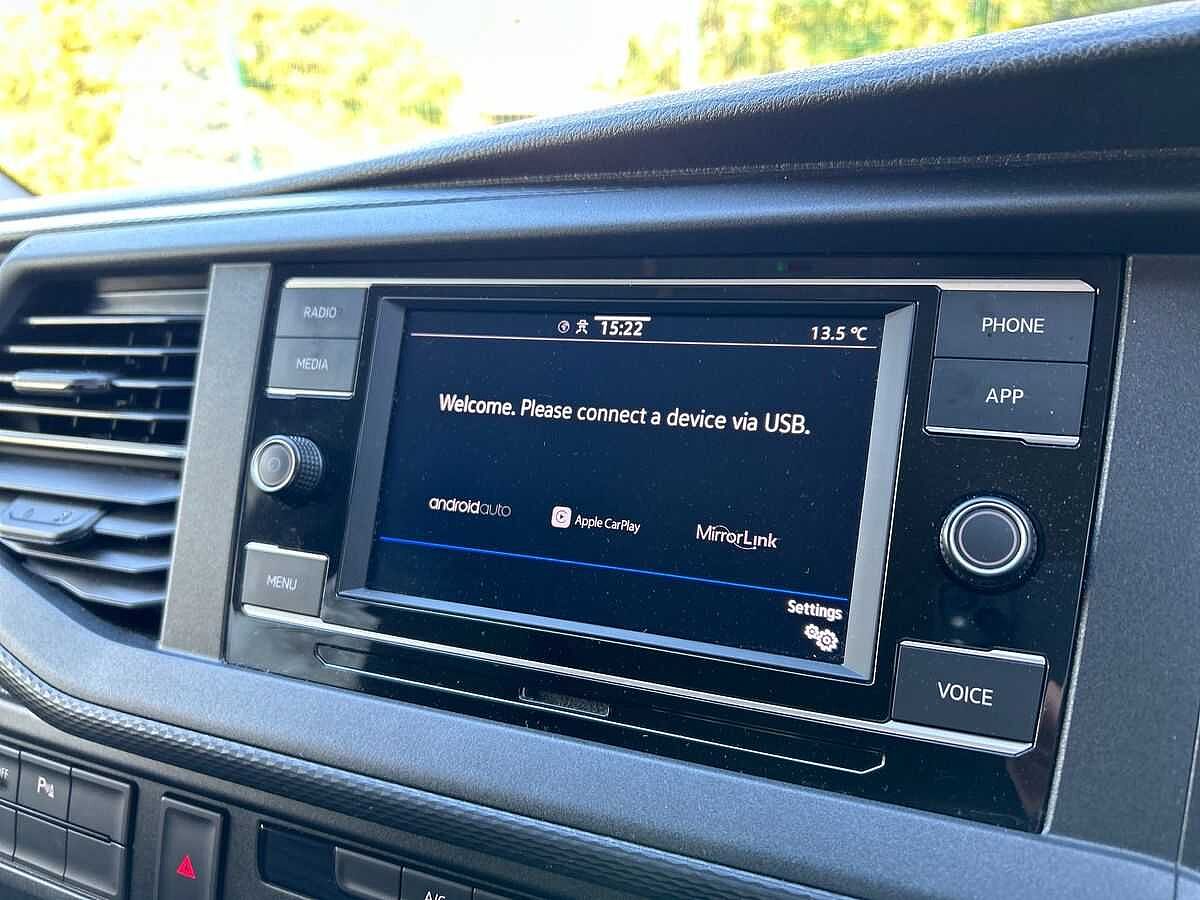 RADIO
MEDIA
MENU
15:22
13.5 °C
Welcome. Please connect a device via USB.
androidauto
Apple CarPlay
MirrorLink
Settings
PHONE
APP
VOICE
P
A/C